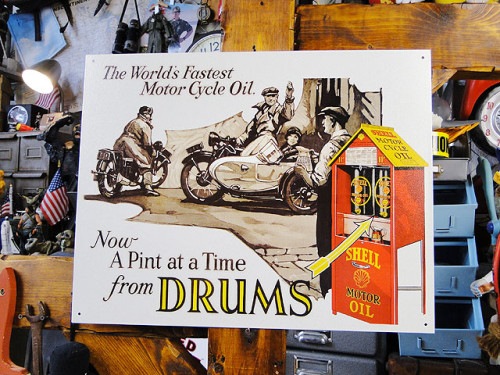 The World's Fastest
Motor Cycle Oil.
SHELL
MOTOR
CYCLE
OIL
Now
A Pint at a Time
from DRUMS
SHELL
MOTOR
OIL
12